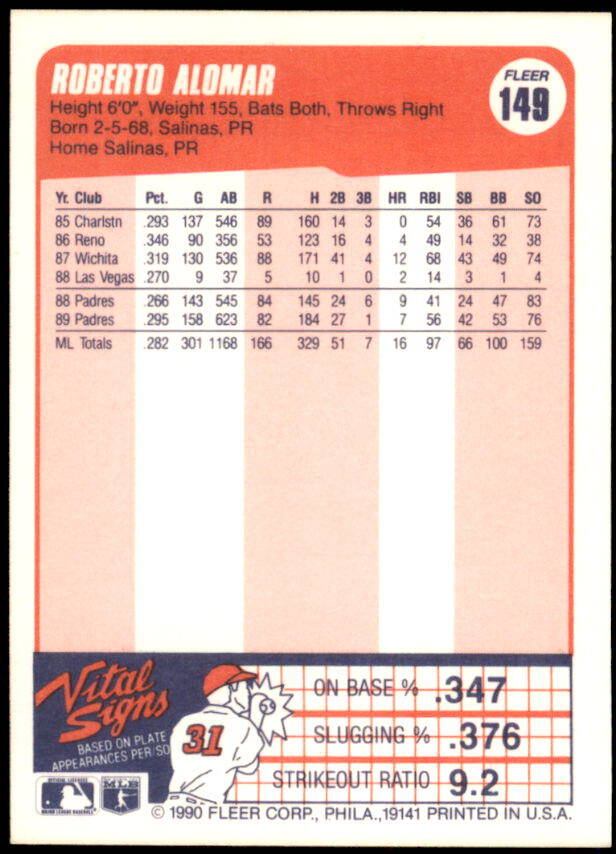 ROBERTO ALOMAR
FLEER
149
Height 6'0", Weight 155, Bats Both, Throws Right
Born 2-5-68, Salinas, PR
Home Salinas, PR
Yr. Club Pct. G AB R H 2B 3B HR RBI SB BB SO
85 Charlstn .293 137 546 89 160 14 3 0 54 36 61 73
86 Reno .346 90 356 53 123 16 4 4 49 14 32 38
87 Wichita .319 130 536 88 171 41 4 12 68 43 49 74
88 Las Vegas .270 9 37 5 10 1 0 2 14 3 1 4
88 Padres .266 143 545 84 145 24 6 9 41 24 47 83
89 Padres .295 158 623 82 184 27 1 7 56 42 53 76
ML Totals .282 301 1168 166 329 51 7 16 97 66 100 159
Vital
Signs
BASED ON PLATE
APPEARANCES PER SO
31
ON BASE % .347
SLUGGING % .376
STRIKEOUT RATIO 9.2
MAJOR LEAGUE BASEBALL
MLB
© 1990 FLEER CORP., PHILA., 19141 PRINTED IN U.S.A.